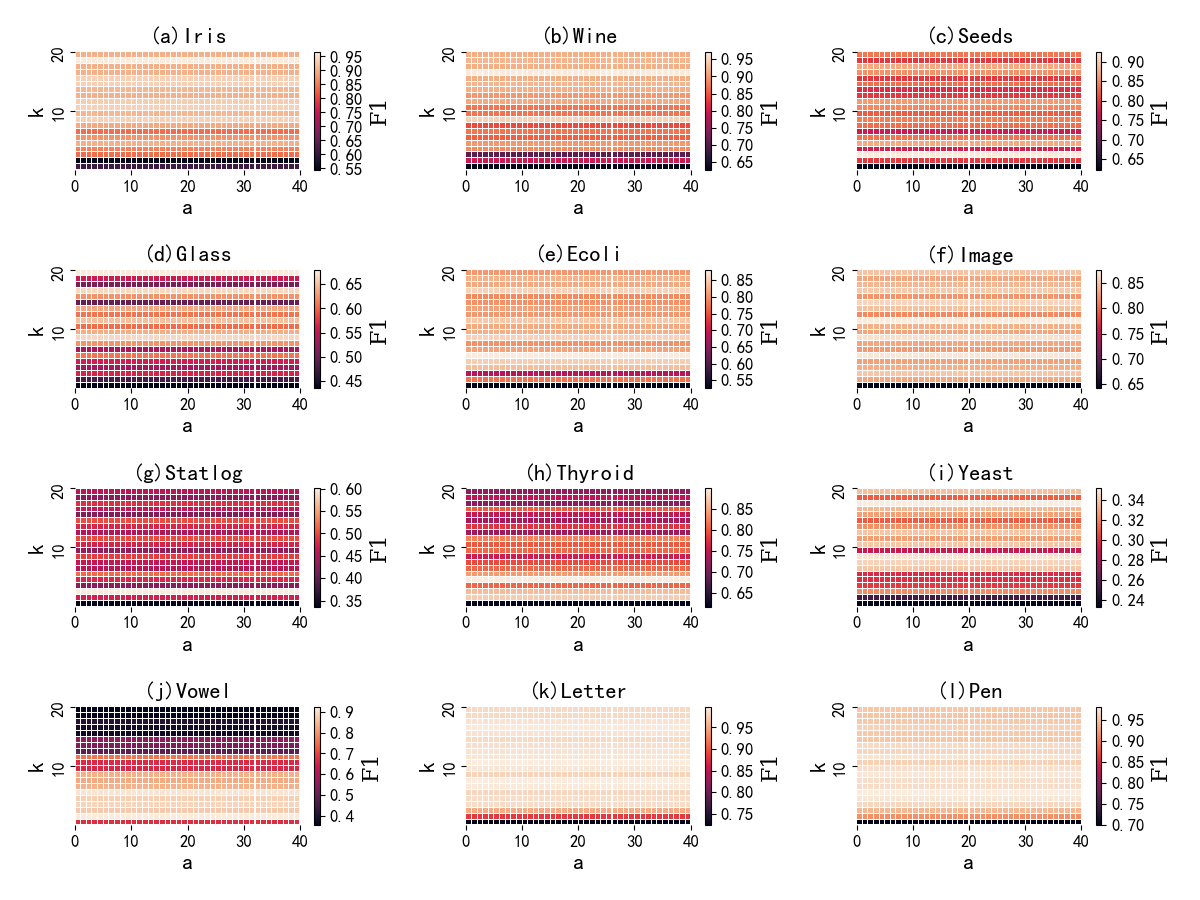 (a)Iris
20
10
k
0 10 20 30 40
a
0.95
0.90
0.85
0.80
0.75
0.70
0.65
0.60
0.55
F1
(b)Wine
20
10
k
0 10 20 30 40
a
0.95
0.90
0.85
0.80
0.75
0.70
0.65
F1
(c)Seeds
20
10
k
0 10 20 30 40
a
0.90
0.85
0.80
0.75
0.70
0.65
F1
(d)Glass
20
10
k
0 10 20 30 40
a
0.65
0.60
0.55
0.50
0.45
F1
(e)Ecoli
20
10
k
0 10 20 30 40
a
0.85
0.80
0.75
0.70
0.65
0.60
0.55
F1
(f)Image
20
10
k
0 10 20 30 40
a
0.85
0.80
0.75
0.70
0.65
F1
(g)Statlog
20
10
k
0 10 20 30 40
a
0.60
0.55
0.50
0.45
0.40
0.35
F1
(h)Thyroid
20
10
k
0 10 20 30 40
a
0.85
0.80
0.75
0.70
0.65
F1
(i)Yeast
20
10
k
0 10 20 30 40
a
0.34
0.32
0.30
0.28
0.26
0.24
F1
(j)Vowel
20
10
k
0 10 20 30 40
a
0.9
0.8
0.7
0.6
0.5
0.4
F1
(k)Letter
20
10
k
0 10 20 30 40
a
0.95
0.90
0.85
0.80
0.75
F1
(l)Pen
20
10
k
0 10 20 30 40
a
0.95
0.90
0.85
0.80
0.75
0.70
F1